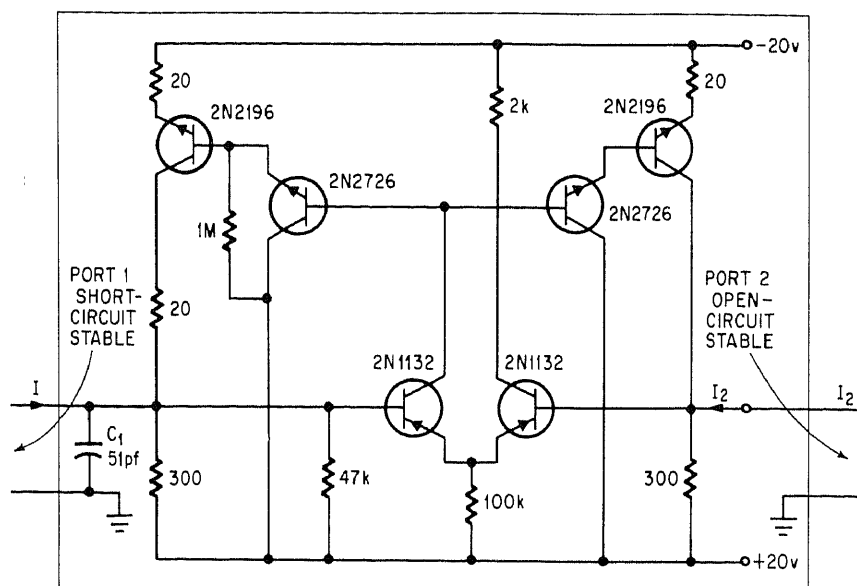 -20v
20
2N2196
2k
20
2N2196
2N2726
1M
2N2726
PORT 1
SHORT-
CIRCUIT
STABLE
20
PORT 2
OPEN-
CIRCUIT
STABLE
2N1132
2N1132
I
I2
I2
C1
51pf
300
47k
100k
300
+20v